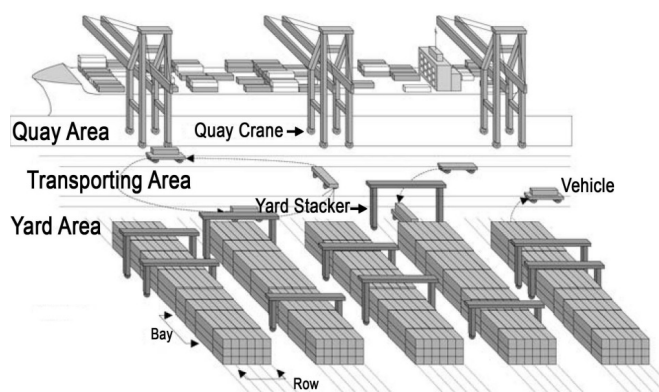 Quay Area
Quay Crane
Transporting Area
Vehicle
Yard Stacker
Yard Area
Bay
Row